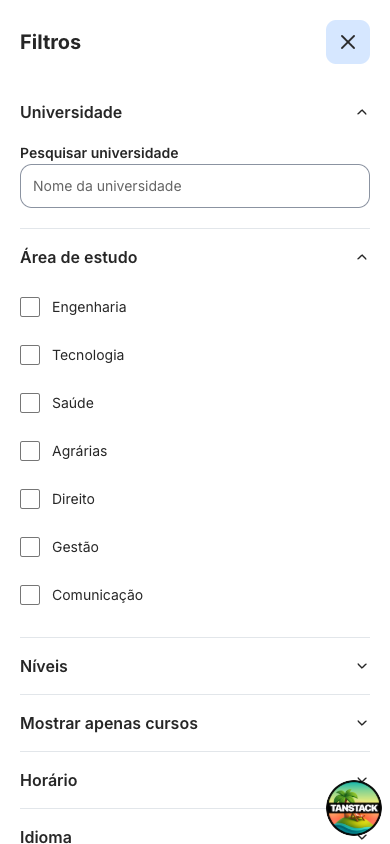 Filtros
Universidade
Pesquisar universidade
Nome da universidade
Área de estudo
Engenharia
Tecnologia
Saúde
Agrárias
Direito
Gestão
Comunicação
Níveis
Mostrar apenas cursos
Horário
TANSTACK
Idioma